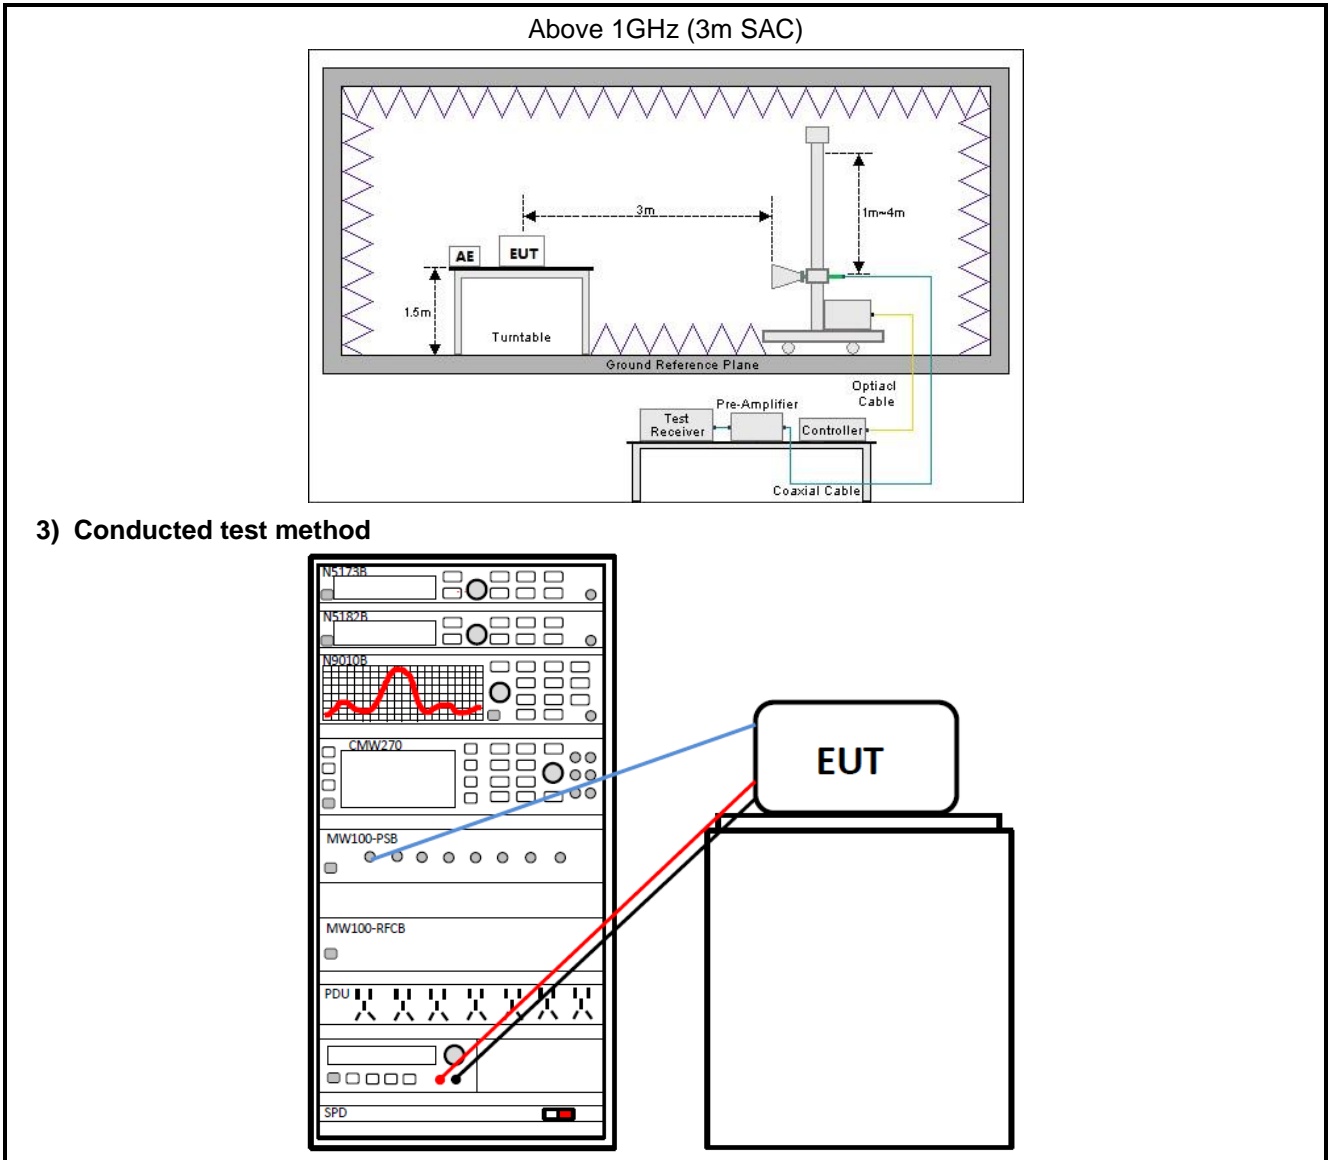 Above 1GHz (3m SAC)
3m
1m~4m
AE
EUT
1.5m
Turntable
Ground Reference Plane
Optiacl
Cable
Pre-Amplifier
Test
Receiver
Controller
Coaxial Cable
3) Conducted test method
N5173B
N5182B
N9010B
CMW270
EUT
MW100-PSB
MW100-RFCB
PDU
SPD